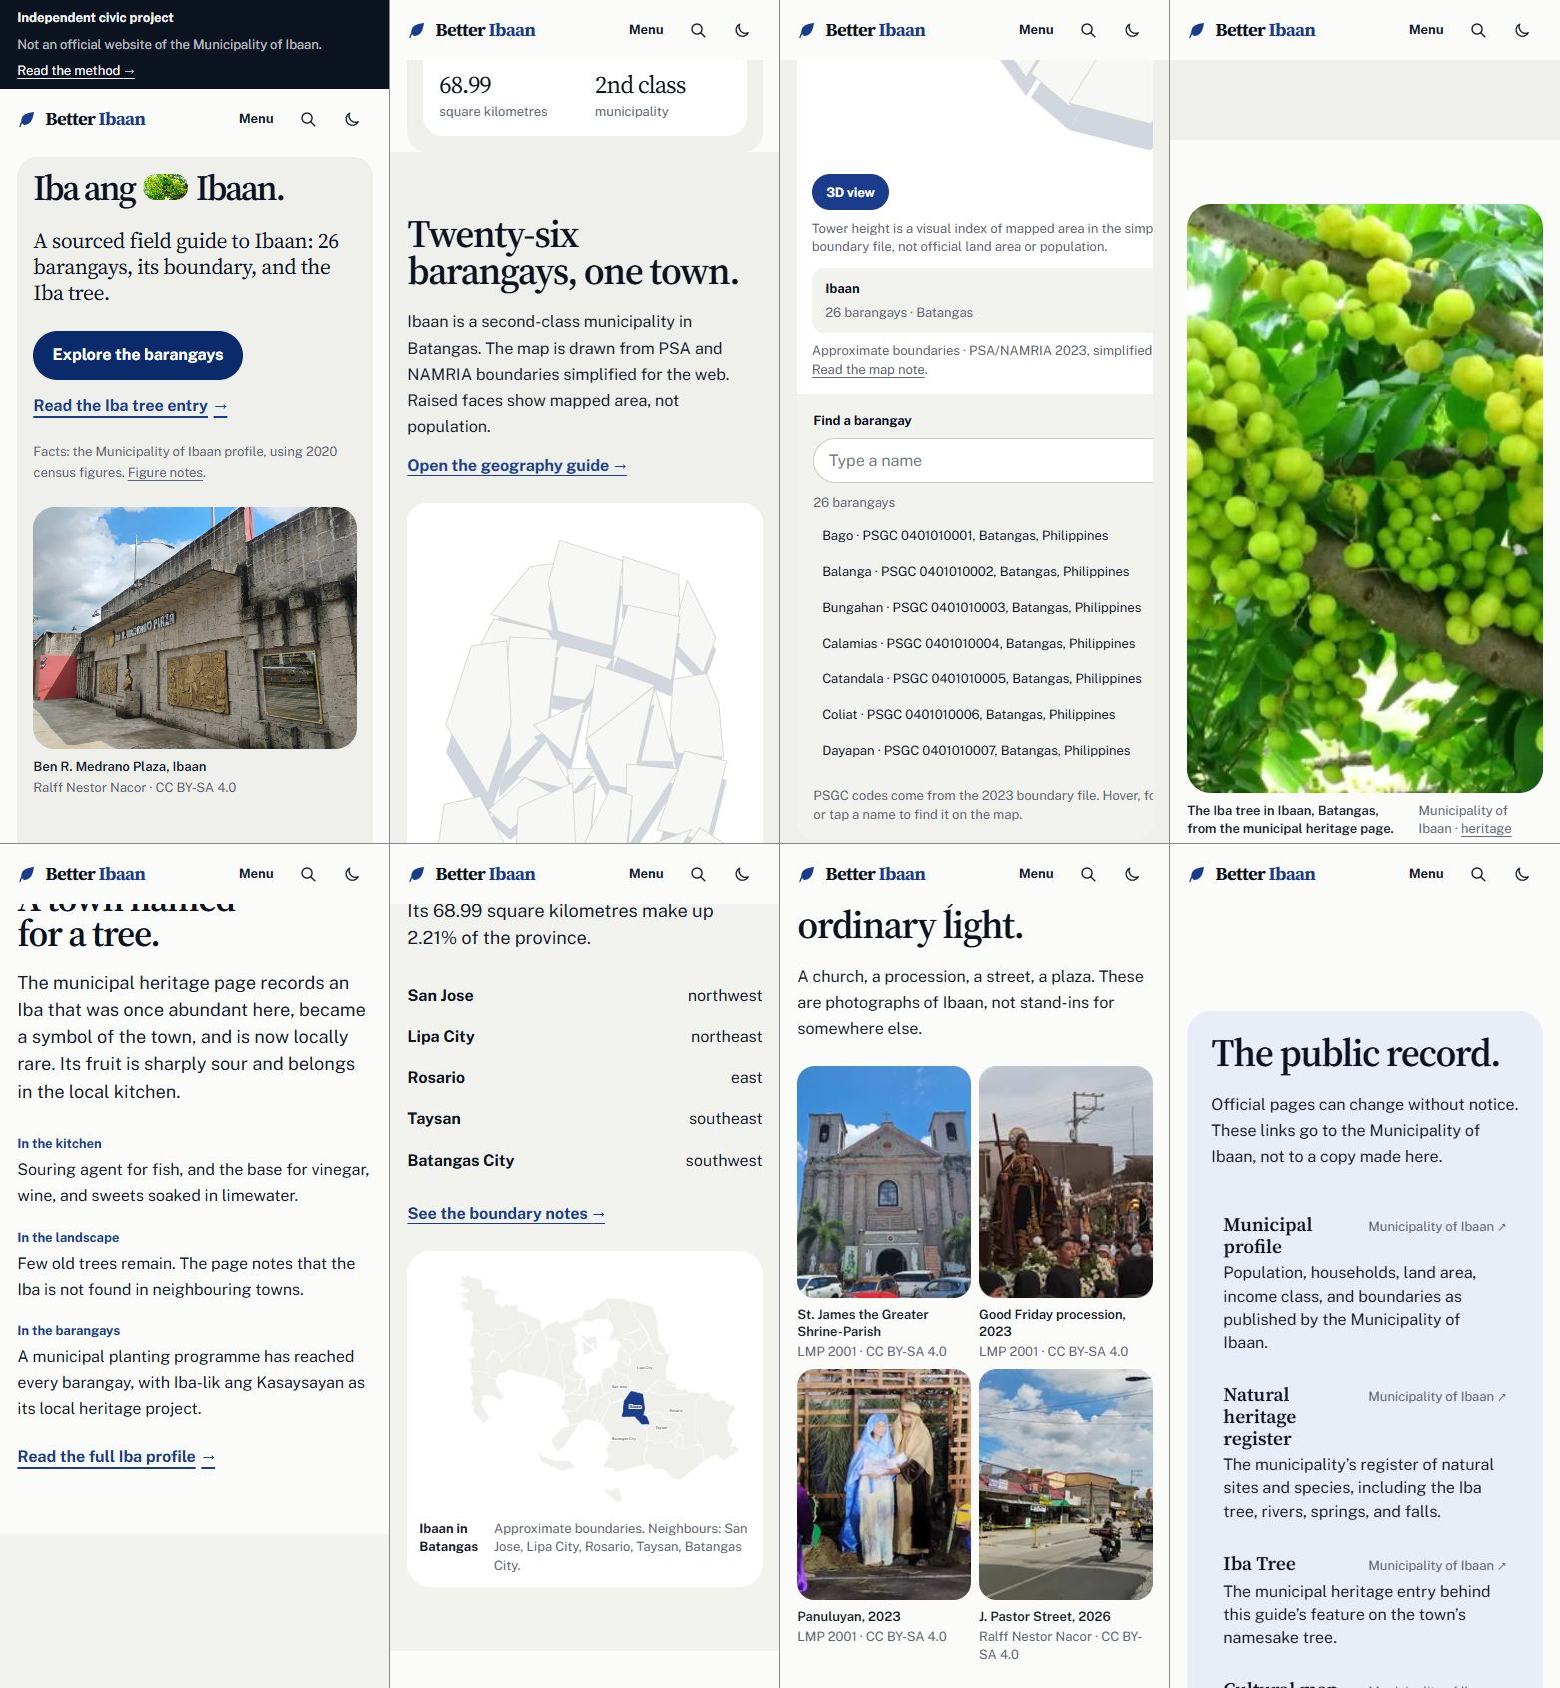 Independent civic project
Not an official website of the Municipality of Ibaan.
Read the method →
Better Ibaan
Menu
Iba ang Ibaan.
A sourced field guide to Ibaan: 26
barangays, its boundary, and the
Iba tree.
Explore the barangays
Read the Iba tree entry →
Facts: the Municipality of Ibaan profile, using 2020
census figures. Figure notes.
Ben R. Medrano Plaza, Ibaan
Ralff Nestor Nacor · CC BY-SA 4.0
Better Ibaan
Menu
68.99
square kilometres
2nd class
municipality
Twenty-six
barangays, one town.
Ibaan is a second-class municipality in
Batangas. The map is drawn from PSA and
NAMRIA boundaries simplified for the web.
Raised faces show mapped area, not
population.
Open the geography guide →
Better Ibaan
Menu
3D view
Tower height is a visual index of mapped area in the simp
boundary file, not official land area or population.
Ibaan
26 barangays · Batangas
Approximate boundaries · PSA/NAMRIA 2023, simplified
Read the map note.
Find a barangay
Type a name
26 barangays
Bago · PSGC 0401010001, Batangas, Philippines
Balanga · PSGC 0401010002, Batangas, Philippines
Bungahan · PSGC 0401010003, Batangas, Philippines
Calamias · PSGC 0401010004, Batangas, Philippines
Catandala · PSGC 0401010005, Batangas, Philippines
Coliat · PSGC 0401010006, Batangas, Philippines
Dayapan · PSGC 0401010007, Batangas, Philippines
PSGC codes come from the 2023 boundary file. Hover, fo
or tap a name to find it on the map.
Better Ibaan
Menu
The Iba tree in Ibaan, Batangas,
from the municipal heritage page.
Municipality of
Ibaan · heritage
Better Ibaan
Menu
A town named
for a tree.
The municipal heritage page records an
Iba that was once abundant here, became
a symbol of the town, and is now locally
rare. Its fruit is sharply sour and belongs
in the local kitchen.
In the kitchen
Souring agent for fish, and the base for vinegar,
wine, and sweets soaked in limewater.
In the landscape
Few old trees remain. The page notes that the
Iba is not found in neighbouring towns.
In the barangays
A municipal planting programme has reached
every barangay, with Iba-lik ang Kasaysayan as
its local heritage project.
Read the full Iba profile →
Better Ibaan
Menu
Its 68.99 square kilometres make up
2.21% of the province.
San Jose northwest
Lipa City northeast
Rosario east
Taysan southeast
Batangas City southwest
See the boundary notes →
Lipa City
San Jose
Ibaan
Rosario
Taysan
Batangas City
Ibaan in
Batangas
Approximate boundaries. Neighbours: San
Jose, Lipa City, Rosario, Taysan, Batangas
City.
Better Ibaan
Menu
ordinary light.
A church, a procession, a street, a plaza. These
are photographs of Ibaan, not stand-ins for
somewhere else.
St. James the Greater
Shrine-Parish
LMP 2001 · CC BY-SA 4.0
Good Friday procession,
2023
LMP 2001 · CC BY-SA 4.0
Panuluyan, 2023
LMP 2001 · CC BY-SA 4.0
J. Pastor Street, 2026
Ralff Nestor Nacor · CC BY-
SA 4.0
Better Ibaan
Menu
The public record.
Official pages can change without notice.
These links go to the Municipality of
Ibaan, not to a copy made here.
Municipal
profile
Municipality of Ibaan ↗
Population, households, land area,
income class, and boundaries as
published by the Municipality of
Ibaan.
Natural
heritage
register
Municipality of Ibaan ↗
The municipality’s register of natural
sites and species, including the Iba
tree, rivers, springs, and falls.
Iba Tree
Municipality of Ibaan ↗
The municipal heritage entry behind
this guide’s feature on the town’s
namesake tree.